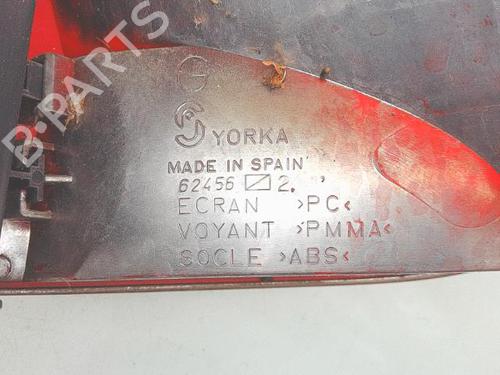 B-PARTS
G
YORKA
MADE IN SPAIN
62456 2.
ECRAN >PC<
VOYANT >PMMA<
SOCLE >ABS<